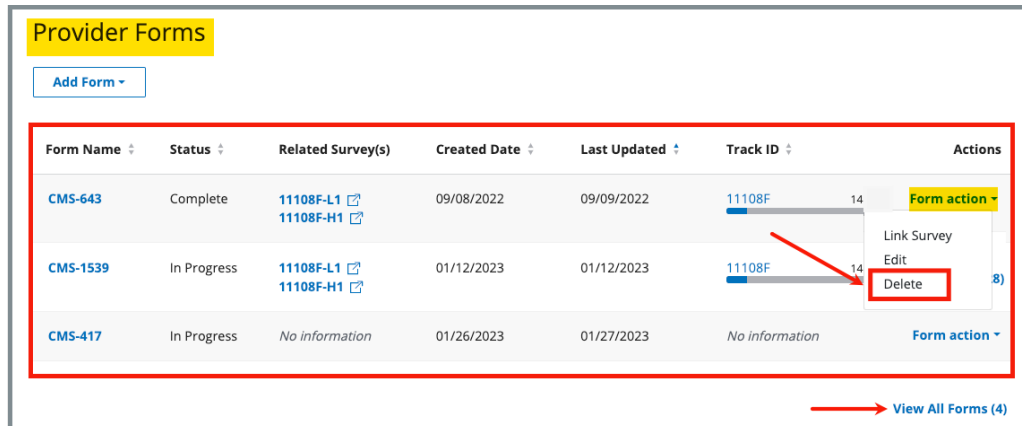 Provider Forms
Add Form
Form Name Status Related Survey(s) Created Date Last Updated Track ID Actions
CMS-643 Complete 11108F-L1 09/08/2022 09/09/2022 11108F 14 Form action
11108F-H1
Link Survey
Edit
Delete
CMS-1539 In Progress 11108F-L1 01/12/2023 01/12/2023 11108F 14
11108F-H1 8)
CMS-417 In Progress No information 01/26/2023 01/27/2023 No information Form action
View All Forms (4)